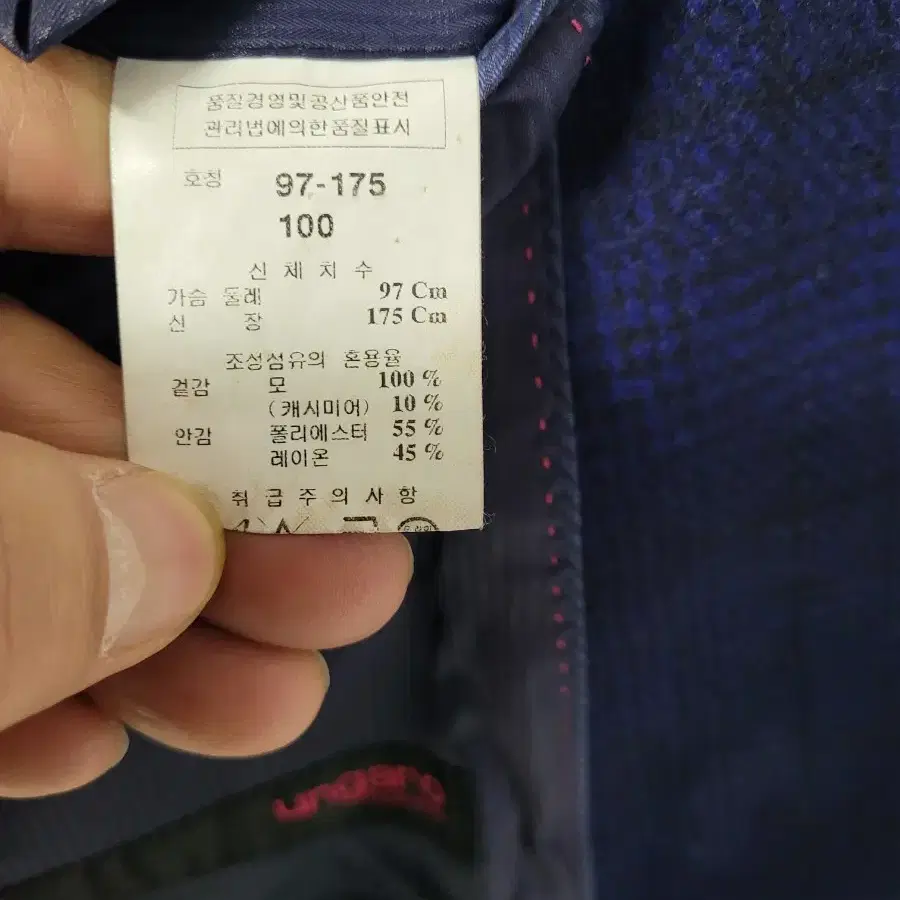 품질경영및공산품안전
관리법에의한품질표시
호칭 97-175
100
신 체 치 수
가슴 둘레 97 Cm
신 장 175 Cm
조성섬유의 혼용율
겉감 모 100 %
(캐시미어) 10 %
안감 폴리에스터 55 %
레이온 45 %
취 급 주 의 사 항
ungaro